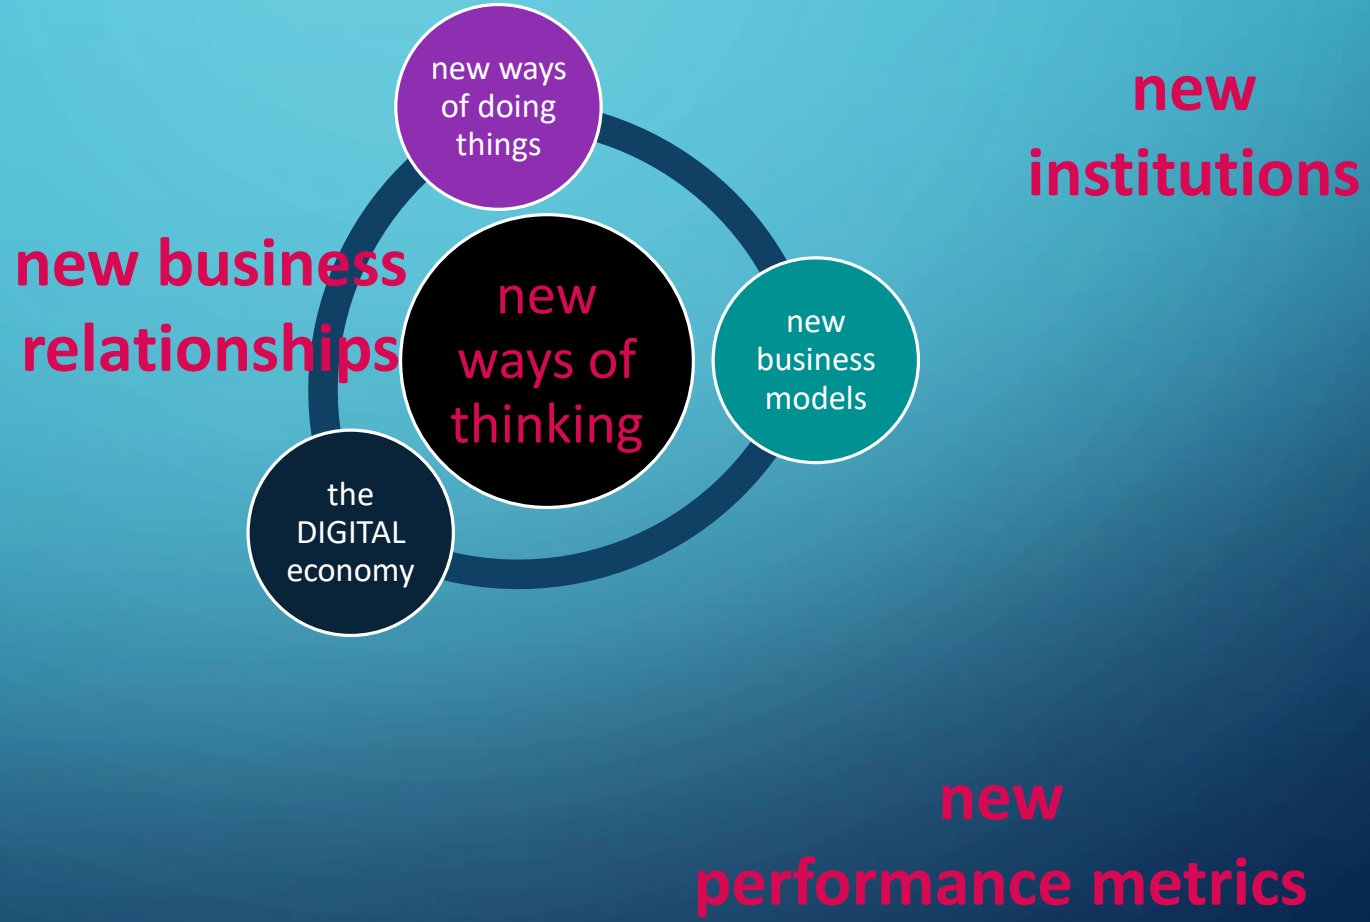 new ways
of doing
things
new
institutions
new business
relationships
new
ways of
thinking
new
business
models
the
DIGITAL
economy
new
performance metrics